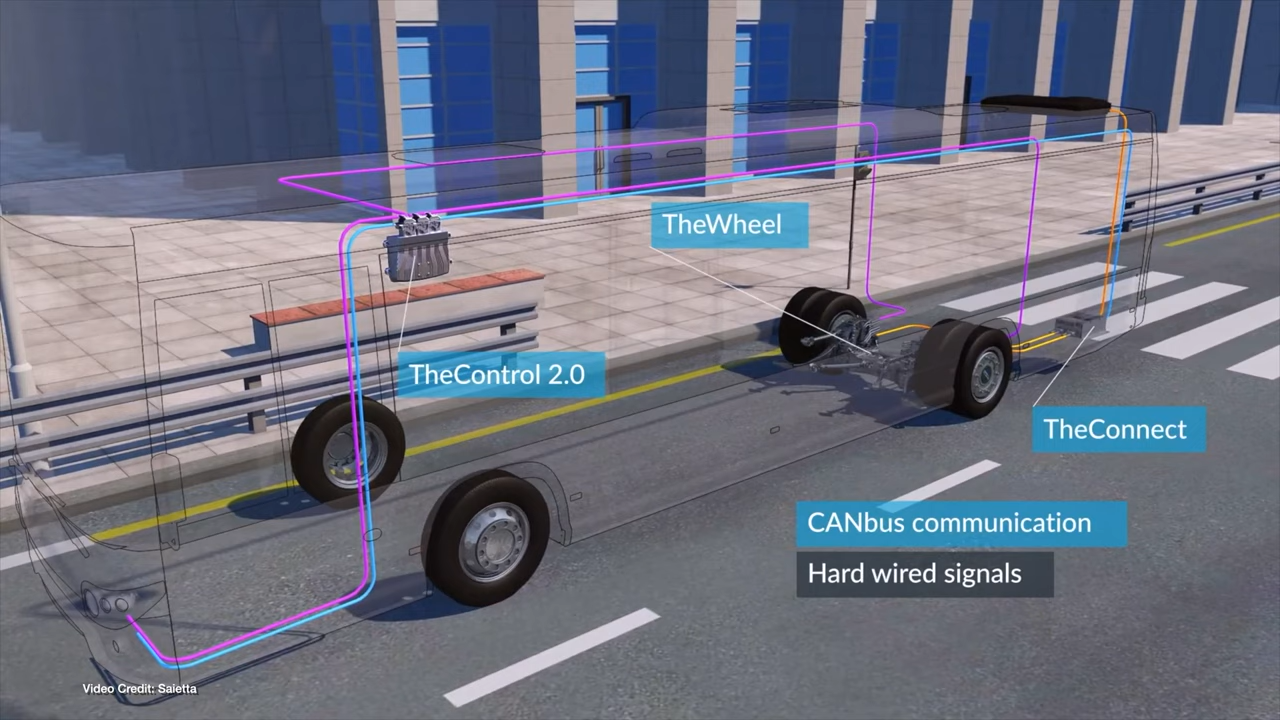 TheWheel
TheControl 2.0
TheConnect
CANbus communication
Hard wired signals
Video Credit: Saietta